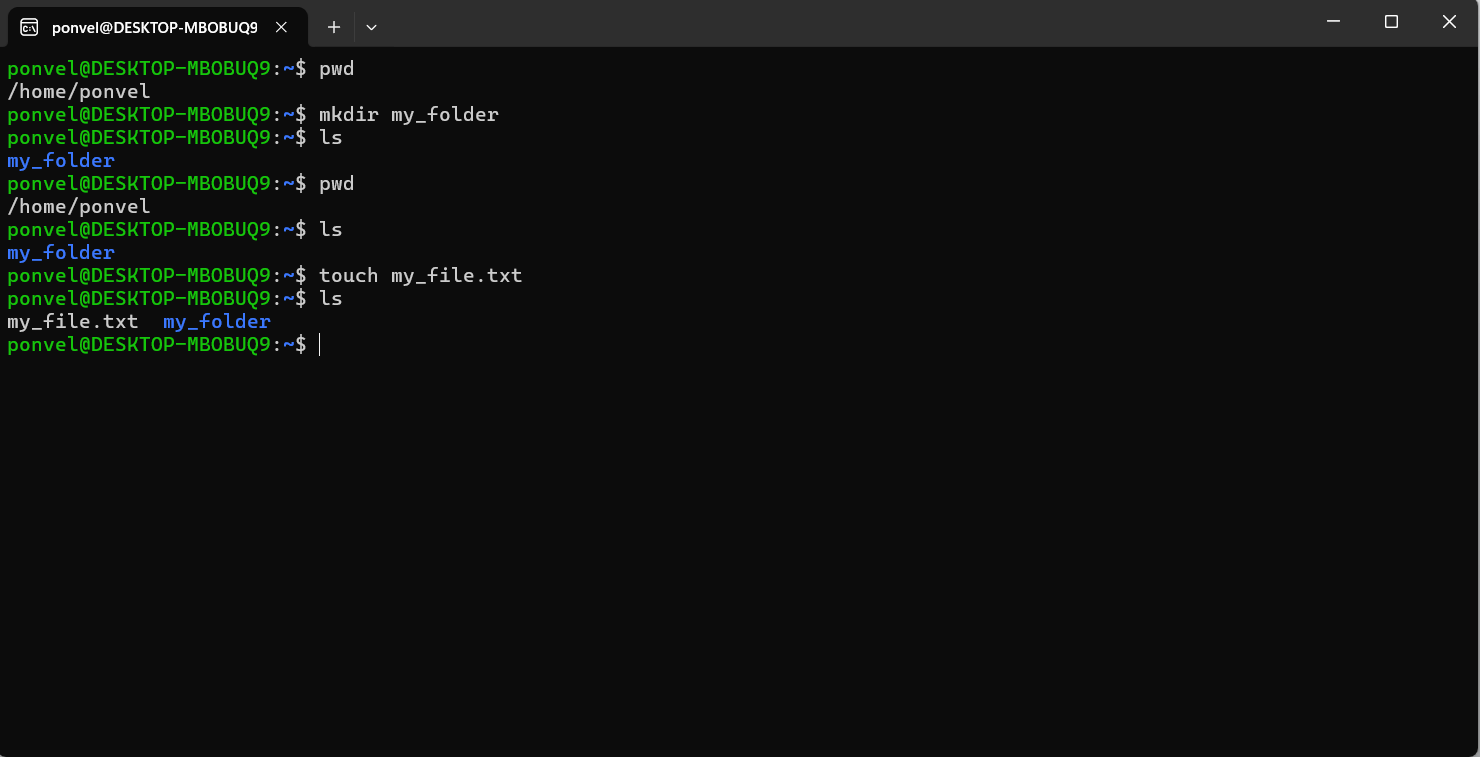 ponvel@DESKTOP-MBOBUQ9
ponvel@DESKTOP-MBOBUQ9:~$ pwd
/home/ponvel
ponvel@DESKTOP-MBOBUQ9:~$ mkdir my_folder
ponvel@DESKTOP-MBOBUQ9:~$ ls
my_folder
ponvel@DESKTOP-MBOBUQ9:~$ pwd
/home/ponvel
ponvel@DESKTOP-MBOBUQ9:~$ ls
my_folder
ponvel@DESKTOP-MBOBUQ9:~$ touch my_file.txt
ponvel@DESKTOP-MBOBUQ9:~$ ls
my_file.txt  my_folder
ponvel@DESKTOP-MBOBUQ9:~$